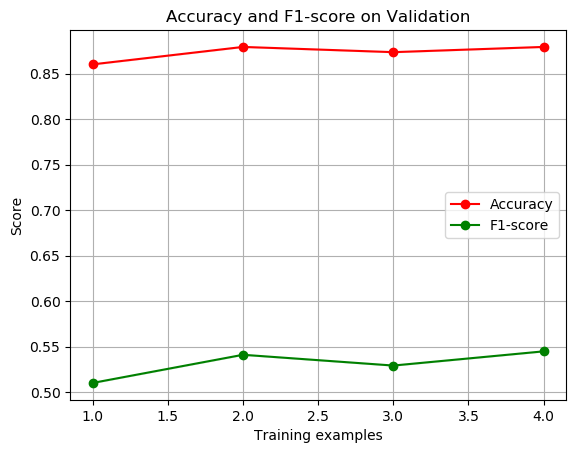 Accuracy and F1-score on Validation
0.85
0.80
0.75
0.70
0.65
0.60
0.55
0.50
Score
Accuracy
F1-score
1.0 1.5 2.0 2.5 3.0 3.5 4.0
Training examples